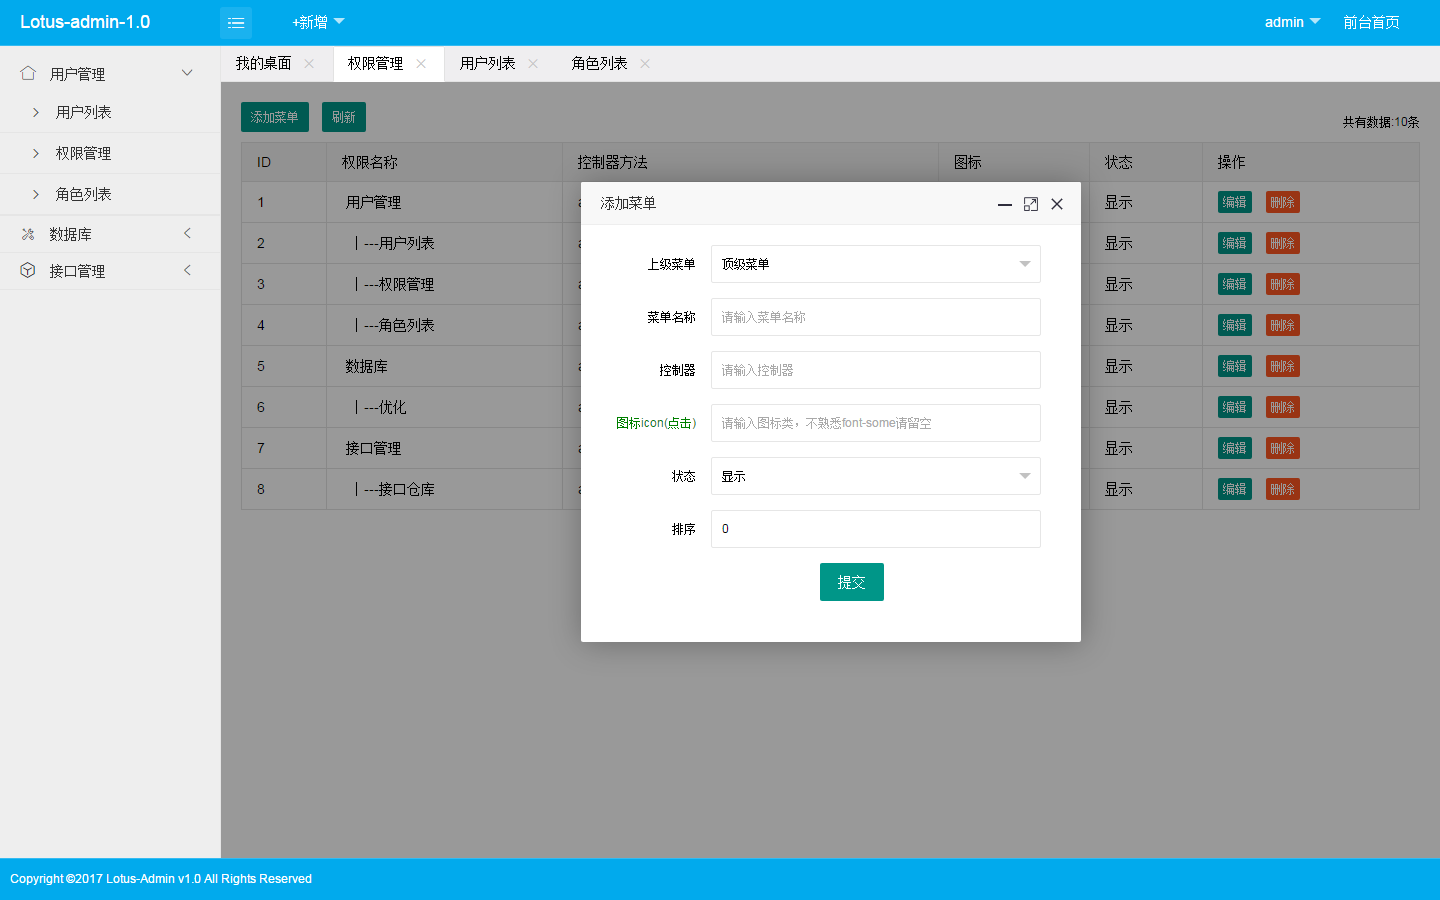 Lotus-admin-1.0
+新增
admin
前台首页
用户管理
用户列表
权限管理
角色列表
数据库
接口管理
我的桌面
权限管理
用户列表
角色列表
添加菜单
刷新
共有数据:10条
ID
权限名称
控制器方法
图标
状态
操作
1
用户管理
显示
编辑
删除
2
|---用户列表
显示
编辑
删除
3
|---权限管理
显示
编辑
删除
4
|---角色列表
显示
编辑
删除
5
数据库
显示
编辑
删除
6
|---优化
显示
编辑
删除
7
接口管理
显示
编辑
删除
8
|---接口仓库
显示
编辑
删除
添加菜单
上级菜单
顶级菜单
菜单名称
请输入菜单名称
控制器
请输入控制器
图标icon(点击)
请输入图标类，不熟悉font-some请留空
状态
显示
排序
0
提交
Copyright ©2017 Lotus-Admin v1.0 All Rights Reserved